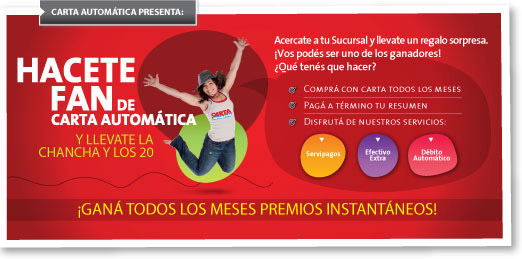 CARTA AUTOMÁTICA PRESENTA:
HACETE
FAN DE
CARTA AUTOMÁTICA
Y LLEVATE LA
CHANCHA Y LOS 20
CARTA
Acercate a tu Sucursal y llevate un regalo sorpresa.
¡Vos podés ser uno de los ganadores!
¿Qué tenés que hacer?
COMPRÁ CON CARTA TODOS LOS MESES
PAGÁ A TÉRMINO TU RESUMEN
DISFRUTÁ DE NUESTROS SERVICIOS:
Servipagos
Efectivo
Extra
Débito
Automático
¡GANÁ TODOS LOS MESES PREMIOS INSTANTÁNEOS!